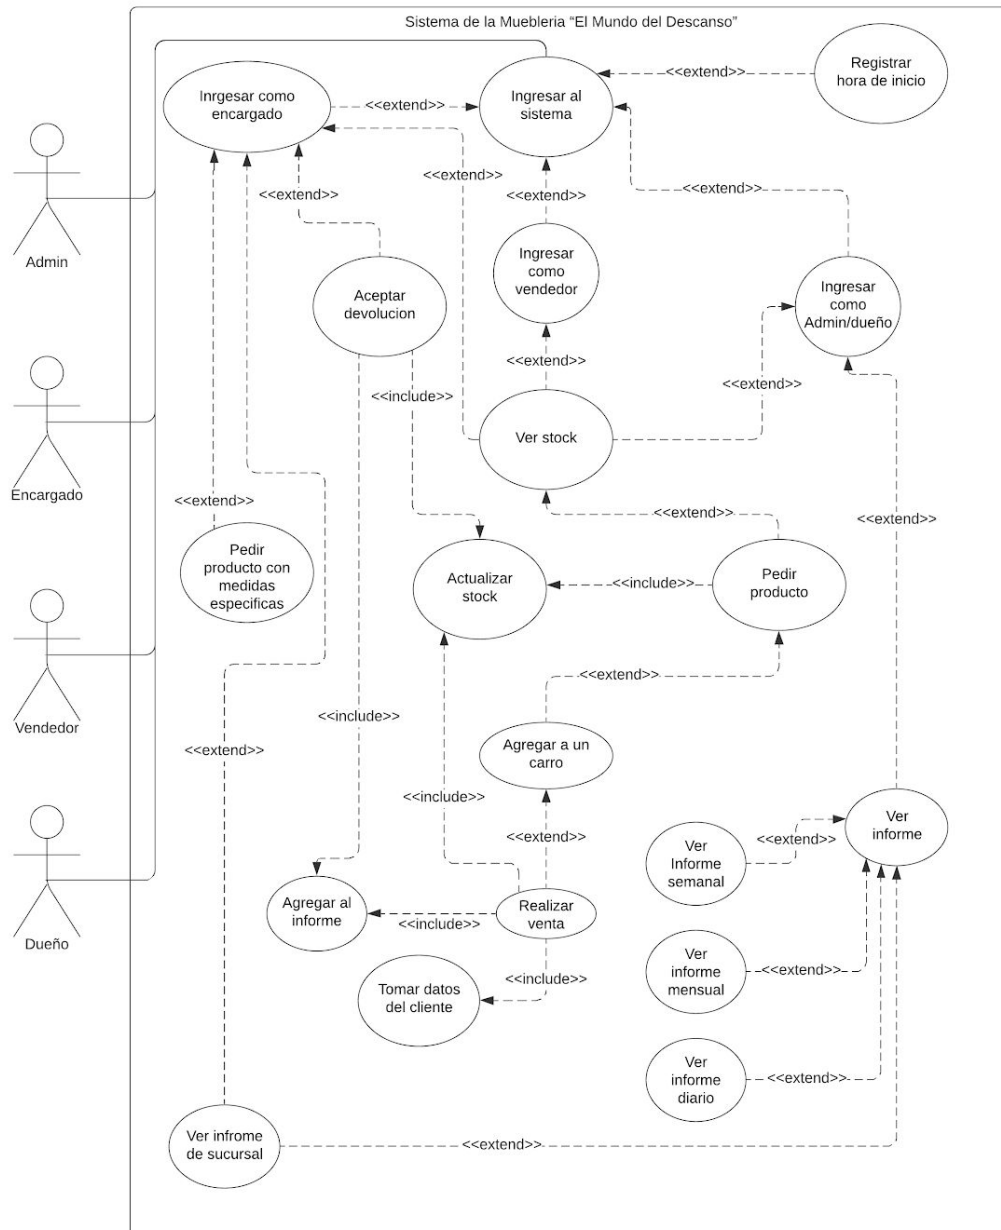 Sistema de la Muebleria “El Mundo del Descanso”
Inrgesar como
encargado
<<extend>>
Ingresar al
sistema
<<extend>>
Registrar
hora de inicio
<<extend>>
<<extend>>
<<extend>>
<<extend>>
Admin
Ingresar
como
vendedor
Ingresar
como
Admin/dueño
Aceptar
devolucion
<<extend>>
<<extend>>
<<include>>
Ver stock
Encargado
<<extend>>
<<extend>>
<<extend>>
Pedir
producto con
medidas
especificas
Actualizar
stock
<<include>>
Pedir
producto
<<extend>>
Vendedor
<<include>>
<<extend>>
Agregar a un
carro
<<include>>
<<extend>>
<<extend>>
Ver
informe
Ver
Informe
semanal
Agregar al
informe
<<include>>
Realizar
venta
Dueño
Ver
informe
mensual
<<extend>>
<<include>>
Tomar datos
del cliente
Ver
informe
diario
<<extend>>
Ver infrome
de sucursal
<<extend>>